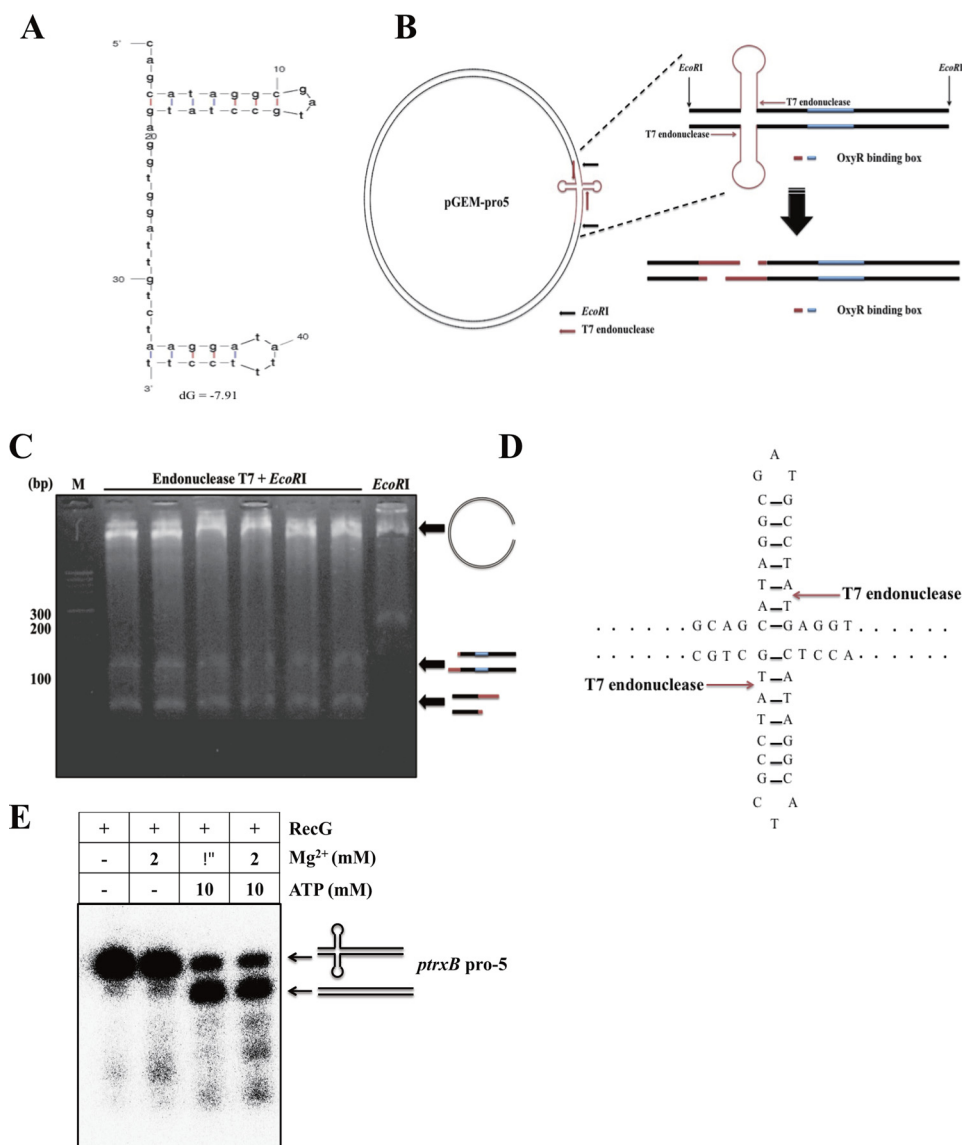 A
5'
c
a
g
10
c a t a g g c g
a
g t a t c c g t
20
a
g
g
t
g
g
a
t
t
30
g
t
c
t
a a g g a t
a
40
t t c c t t
t
3'
dG = -7.91
B
pGEM-pro5
EcoRI
T7 endonuclease
EcoRI
EcoRI
T7 endonuclease
T7 endonuclease
OxyR binding box
OxyR binding box
C
(bp)
M
Endonuclease T7 + EcoRI
EcoRI
300
200
100
D
A
G T
C G
G C
G C
A T
T A
A T
T7 endonuclease
. . . . . . G C A G C G A G G T . . . . . .
. . . . . . C G T C G C T C C A . . . . . .
T7 endonuclease
T A
A T
T A
C G
C G
G C
C A
T
E
+ + + + RecG
- 2 !" 2 Mg²⁺ (mM)
- - 10 10 ATP (mM)
ptrxB pro-5